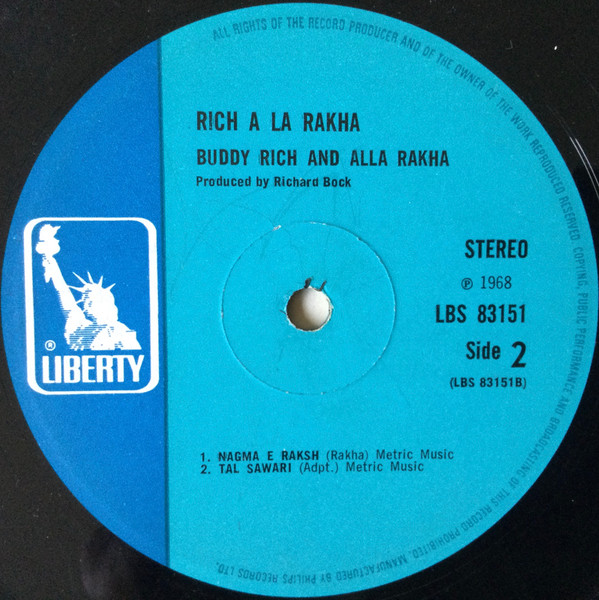 ALL RIGHTS OF THE RECORD PRODUCER AND OF THE OWNER OF THE WORK REPRODUCED RESERVED. COPYING, PUBLIC PERFORMANCE AND BROADCASTING OF THIS RECORD PROHIBITED. MANUFACTURED BY PHILIPS RECORDS LTD.
RICH A LA RAKHA
BUDDY RICH AND ALLA RAKHA
Produced by Richard Bock
STEREO
℗ 1968
LBS 83151
Side 2
(LBS 83151B)
® LIBERTY
1. NAGMA E RAKSH (Rakha) Metric Music
2. TAL SAWARI (Adpt.) Metric Music